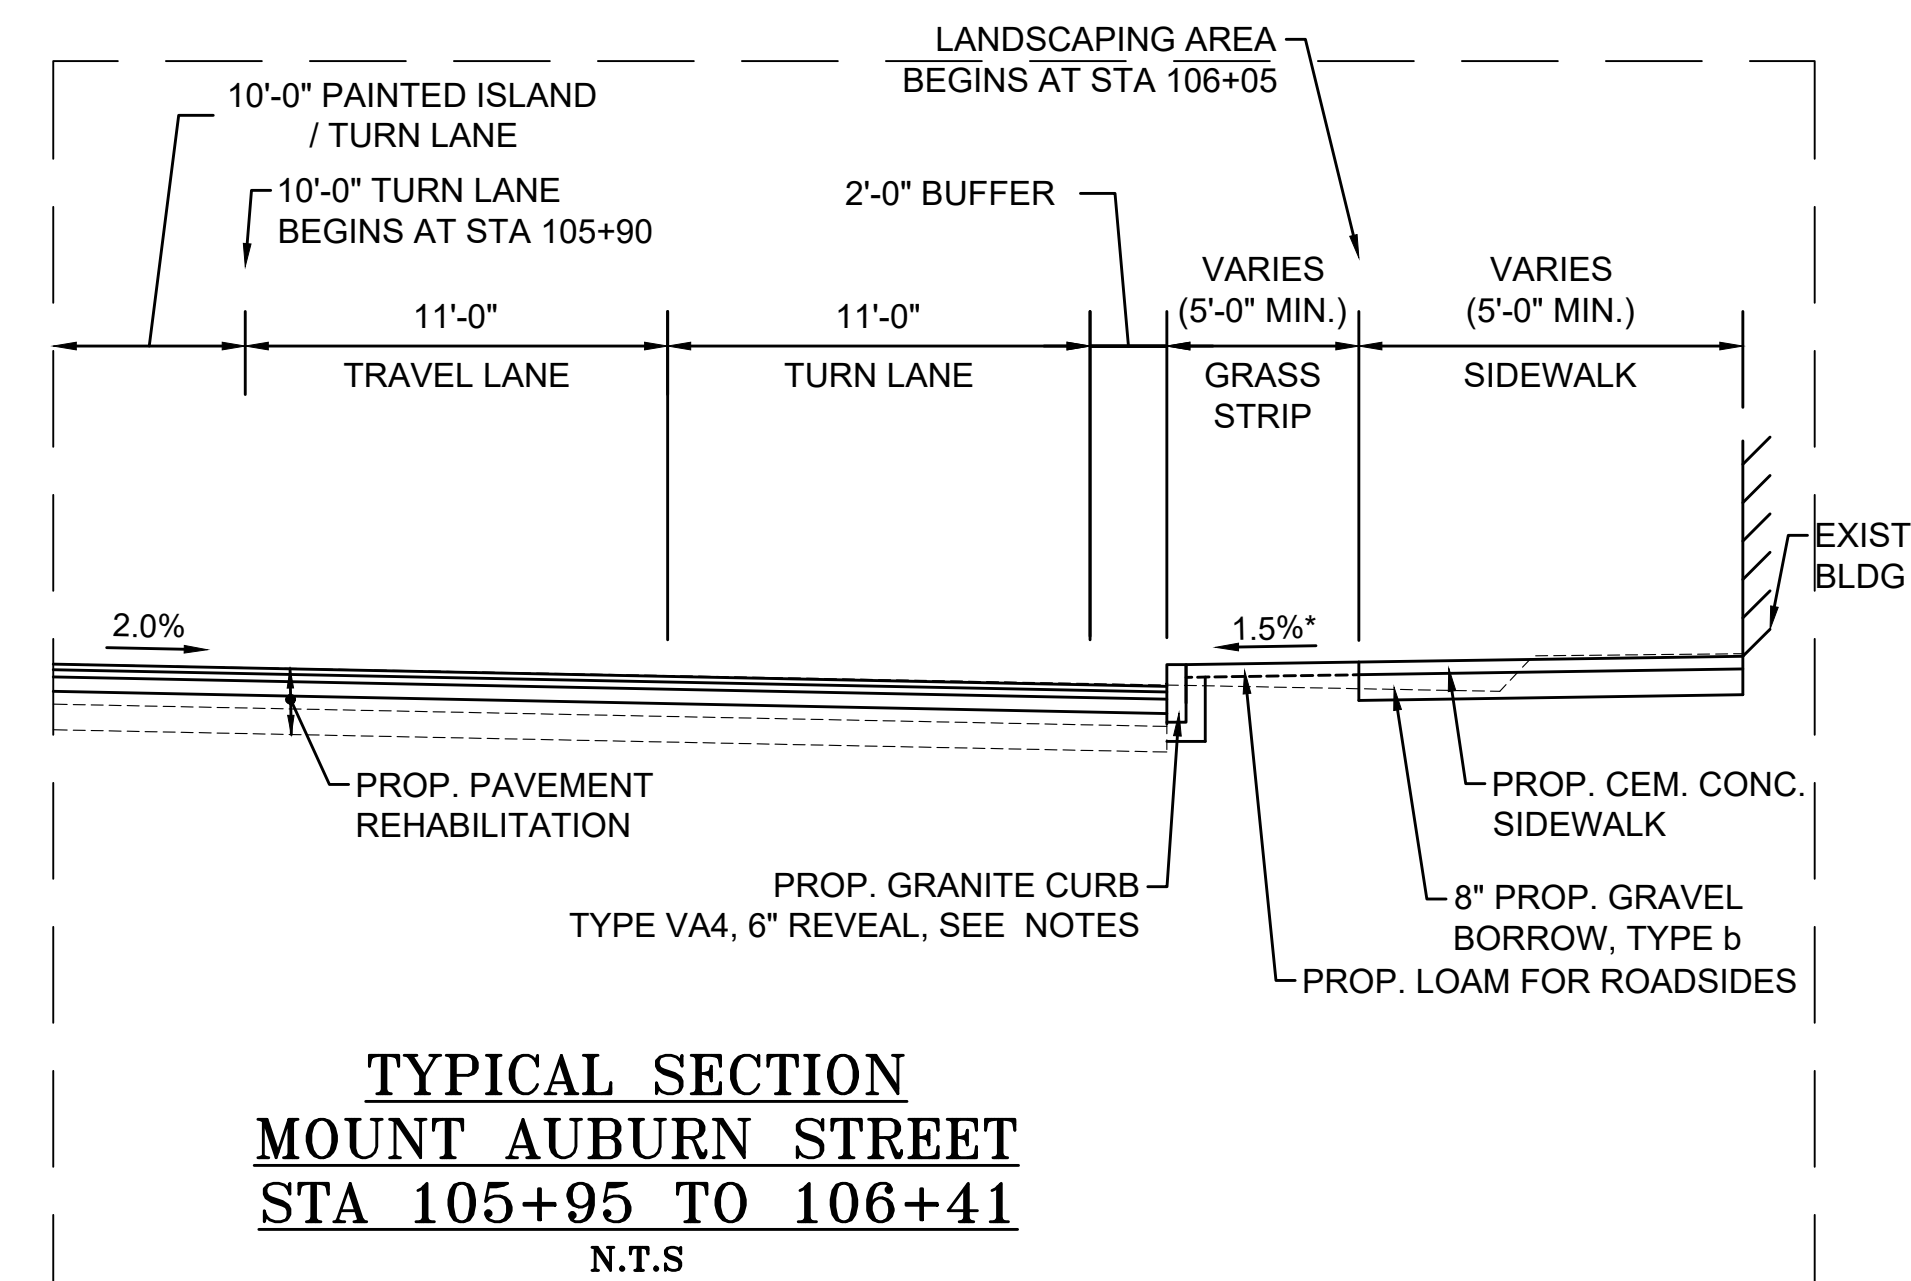 LANDSCAPING AREA
BEGINS AT STA 106+05
10'-0" PAINTED ISLAND
/ TURN LANE
10'-0" TURN LANE
BEGINS AT STA 105+90
2'-0" BUFFER
VARIES
(5'-0" MIN.)
VARIES
(5'-0" MIN.)
11'-0"
11'-0"
TRAVEL LANE
TURN LANE
GRASS
STRIP
SIDEWALK
EXIST
BLDG
2.0%
1.5%*
PROP. PAVEMENT
REHABILITATION
PROP. CEM. CONC.
SIDEWALK
PROP. GRANITE CURB
TYPE VA4, 6" REVEAL, SEE NOTES
8" PROP. GRAVEL
BORROW, TYPE b
PROP. LOAM FOR ROADSIDES
TYPICAL SECTION
MOUNT AUBURN STREET
STA 105+95 TO 106+41
N.T.S